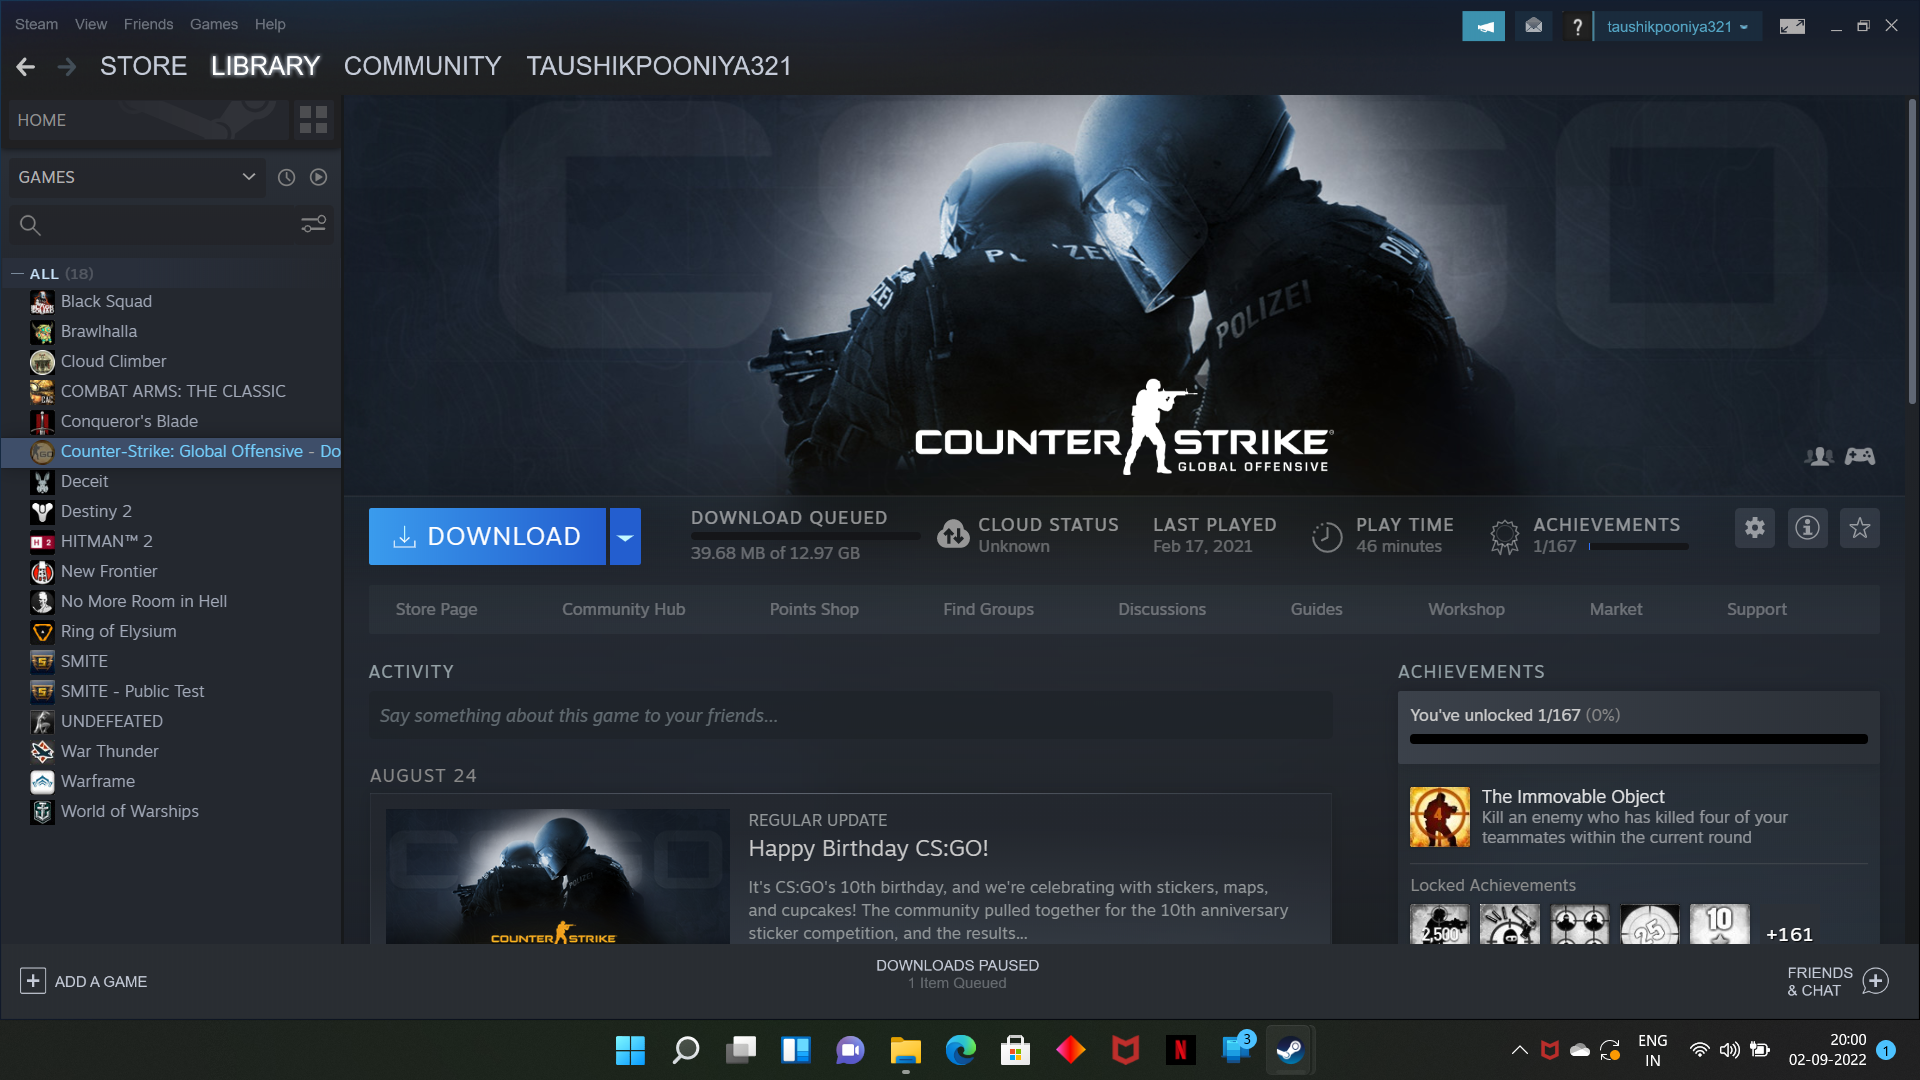 Steam View Friends Games Help
taushikpooniya321
STORE LIBRARY COMMUNITY TAUSHIKPOONIYA321
HOME
GAMES
— ALL (18)
Black Squad
Brawlhalla
Cloud Climber
COMBAT ARMS: THE CLASSIC
Conqueror's Blade
Counter-Strike: Global Offensive - Do
Deceit
Destiny 2
HITMAN™ 2
New Frontier
No More Room in Hell
Ring of Elysium
SMITE
SMITE - Public Test
UNDEFEATED
War Thunder
Warframe
World of Warships
ADD A GAME
CSGO
POLIZEI
COUNTER STRIKE
GLOBAL OFFENSIVE
DOWNLOAD
DOWNLOAD QUEUED
39.68 MB of 12.97 GB
CLOUD STATUS
Unknown
LAST PLAYED
Feb 17, 2021
PLAY TIME
46 minutes
ACHIEVEMENTS
1/167
Store Page Community Hub Points Shop Find Groups Discussions Guides Workshop Market Support
ACTIVITY
Say something about this game to your friends...
AUGUST 24
COUNTER STRIKE
REGULAR UPDATE
Happy Birthday CS:GO!
It's CS:GO's 10th birthday, and we're celebrating with stickers, maps,
and cupcakes! The community pulled together for the 10th anniversary
sticker competition, and the results...
ACHIEVEMENTS
You've unlocked 1/167 (0%)
4
The Immovable Object
Kill an enemy who has killed four of your
teammates within the current round
Locked Achievements
2,500 25 10 +161
DOWNLOADS PAUSED
1 Item Queued
FRIENDS
& CHAT
3
ENG
IN
20:00
02-09-2022
1